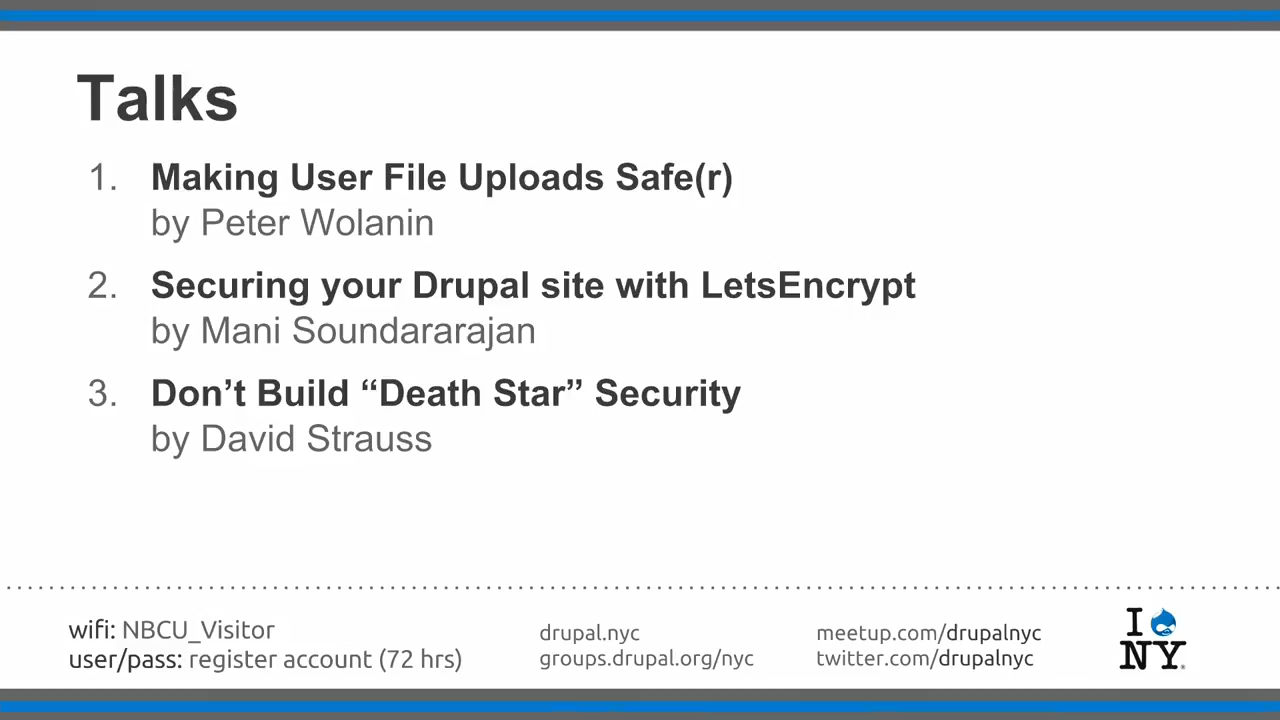 Talks
1. Making User File Uploads Safe(r)
by Peter Wolanin
2. Securing your Drupal site with LetsEncrypt
by Mani Soundararajan
3. Don’t Build “Death Star” Security
by David Strauss
wifi: NBCU_Visitor
user/pass: register account (72 hrs)
drupal.nyc
groups.drupal.org/nyc
meetup.com/drupalnyc
twitter.com/drupalnyc
I
NY®